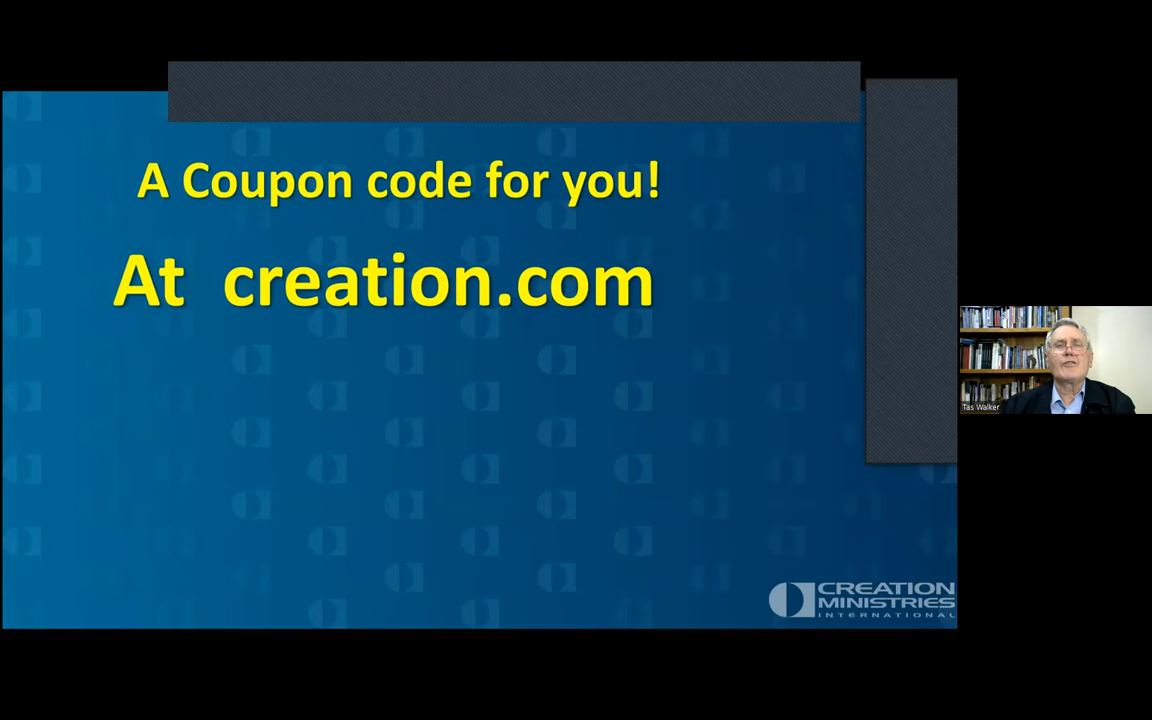 A Coupon code for you!
At creation.com
Tas Walker
CREATION
MINISTRIES
INTERNATIONAL